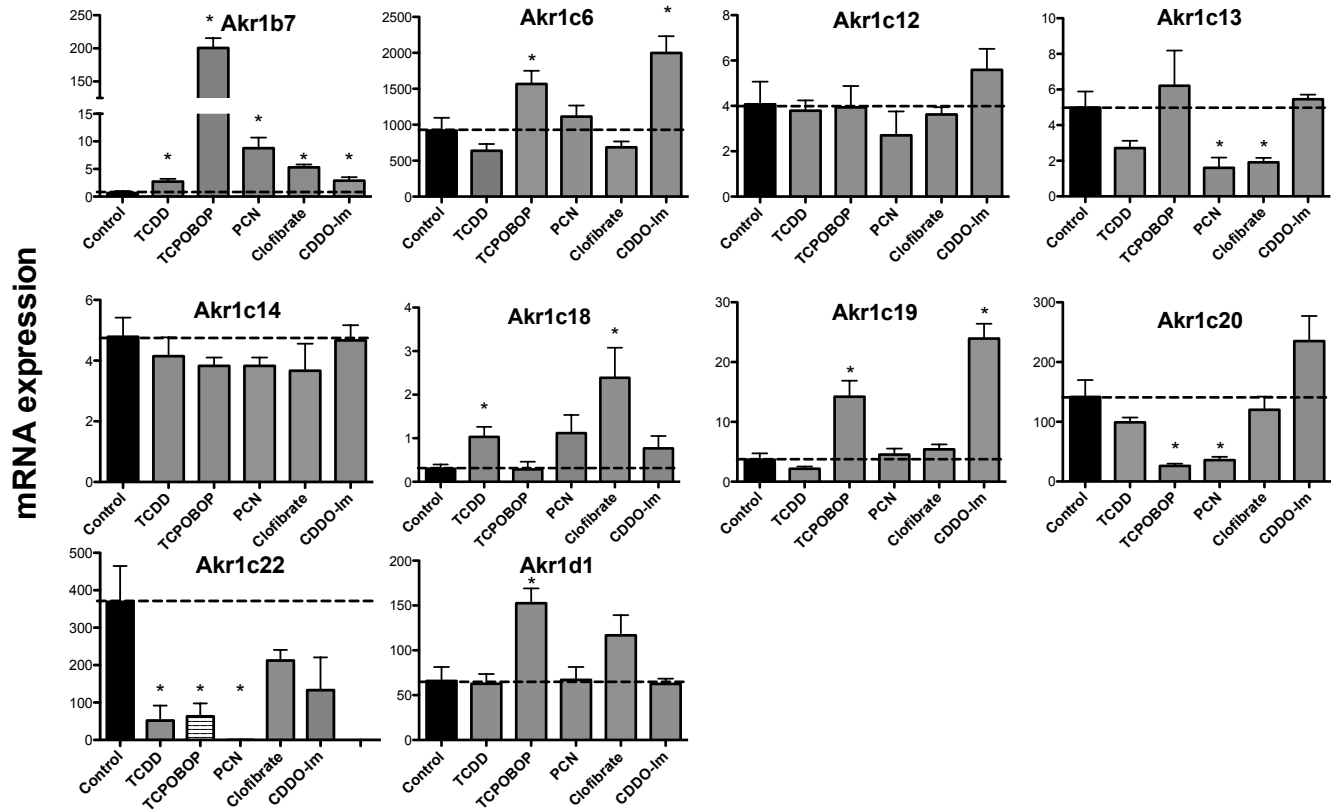 mRNA expression
Akr1b7
250
200
150
100
50
15
10
5
0
* * * * *
Control TCDD TCPOBOP PCN Clofibrate CDDO-Im
Akr1c6
2500
2000
1500
1000
500
0
* *
Control TCDD TCPOBOP PCN Clofibrate CDDO-Im
Akr1c12
8
6
4
2
0
Control TCDD TCPOBOP PCN Clofibrate CDDO-Im
Akr1c13
10
8
6
4
2
0
* *
Control TCDD TCPOBOP PCN Clofibrate CDDO-Im
Akr1c14
6
4
2
0
Control TCDD TCPOBOP PCN Clofibrate CDDO-Im
Akr1c18
4
3
2
1
0
* *
Control TCDD TCPOBOP PCN Clofibrate CDDO-Im
Akr1c19
30
20
10
0
* *
Control TCDD TCPOBOP PCN Clofibrate CDDO-Im
Akr1c20
300
200
100
0
* *
Control TCDD TCPOBOP PCN Clofibrate CDDO-Im
Akr1c22
500
400
300
200
100
0
* * *
Control TCDD TCPOBOP PCN Clofibrate CDDO-Im
Akr1d1
200
150
100
50
0
*
Control TCDD TCPOBOP PCN Clofibrate CDDO-Im